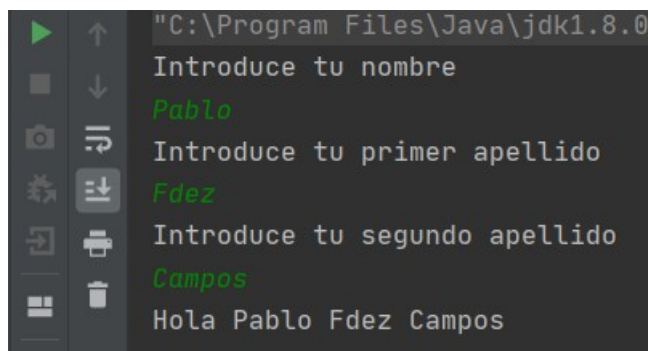 "C:\Program Files\Java\jdk1.8.0
Introduce tu nombre
Pablo
Introduce tu primer apellido
Fdez
Introduce tu segundo apellido
Campos
Hola Pablo Fdez Campos